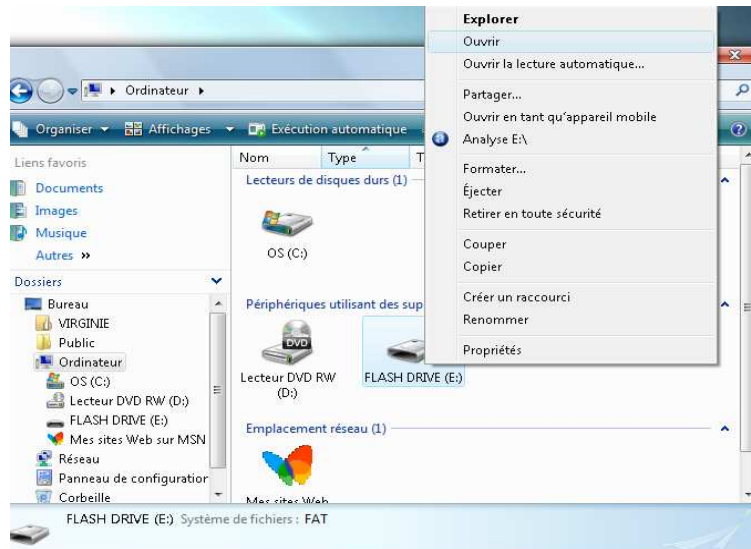 Explorer
Ouvrir
Ouvrir la lecture automatique...
Partager...
Ouvrir en tant qu'appareil mobile
Analyse E:\
Formater...
Éjecter
Retirer en toute sécurité
Couper
Copier
Créer un raccourci
Renommer
Propriétés
Ordinateur
Organiser Affichages Exécution automatique
Liens favoris
Documents
Images
Musique
Autres »
Dossiers
Bureau
VIRGINIE
Public
Ordinateur
OS (C:)
Lecteur DVD RW (D:)
FLASH DRIVE (E:)
Mes sites Web sur MSN
Réseau
Panneau de configuration
Corbeille
Nom Type T
Lecteurs de disques durs (1)
OS (C:)
Périphériques utilisant des sup
DVD
Lecteur DVD RW
(D:)
FLASH DRIVE (E:)
Emplacement réseau (1)
Mes sites Web
FLASH DRIVE (E:) Système de fichiers : FAT